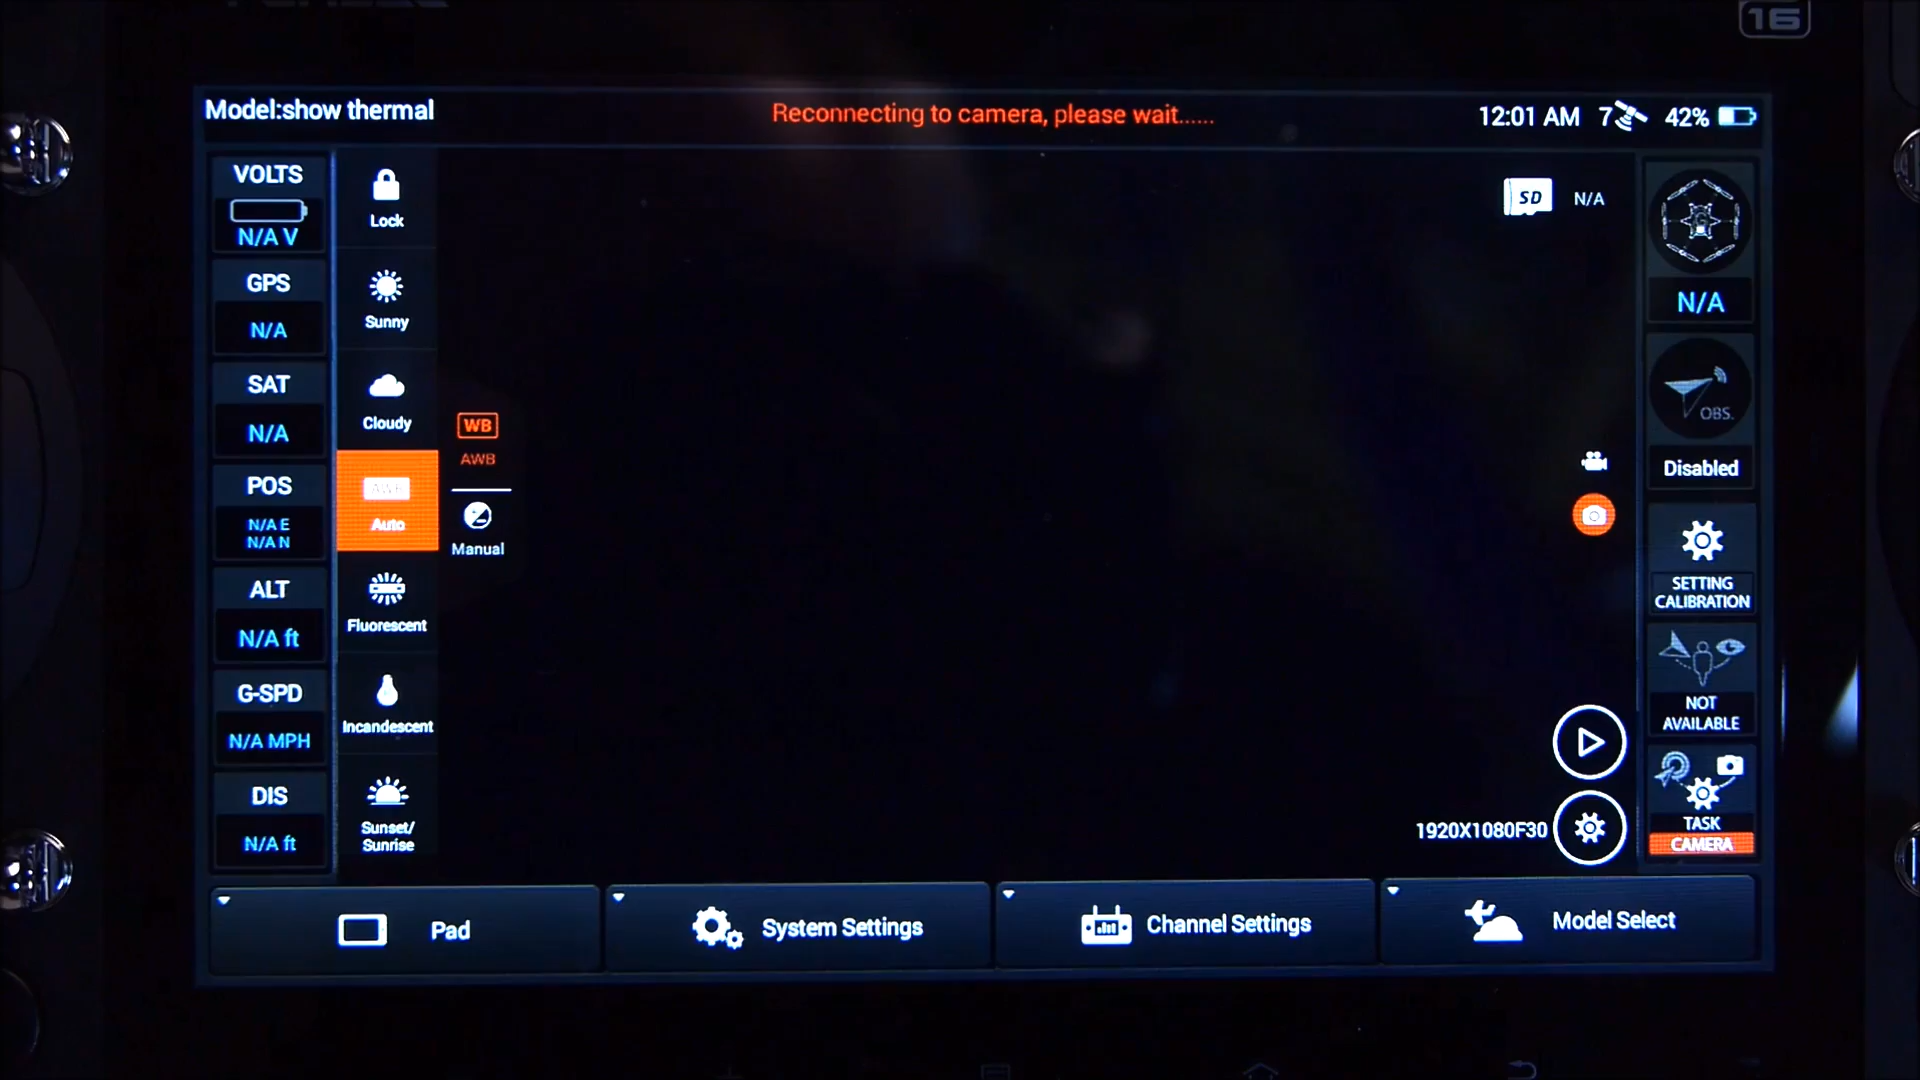 16
Model:show thermal
Reconnecting to camera, please wait......
12:01 AM 7 42%
VOLTS
N/A V
GPS
N/A
SAT
N/A
POS
N/A E
N/A N
ALT
N/A ft
G-SPD
N/A MPH
DIS
N/A ft
Lock
Sunny
Cloudy
AWB
Auto
Fluorescent
Incandescent
Sunset/
Sunrise
WB
AWB
Manual
SD N/A
1920X1080F30
N/A
OBS.
Disabled
SETTING
CALIBRATION
NOT
AVAILABLE
TASK
CAMERA
Pad
System Settings
Channel Settings
Model Select